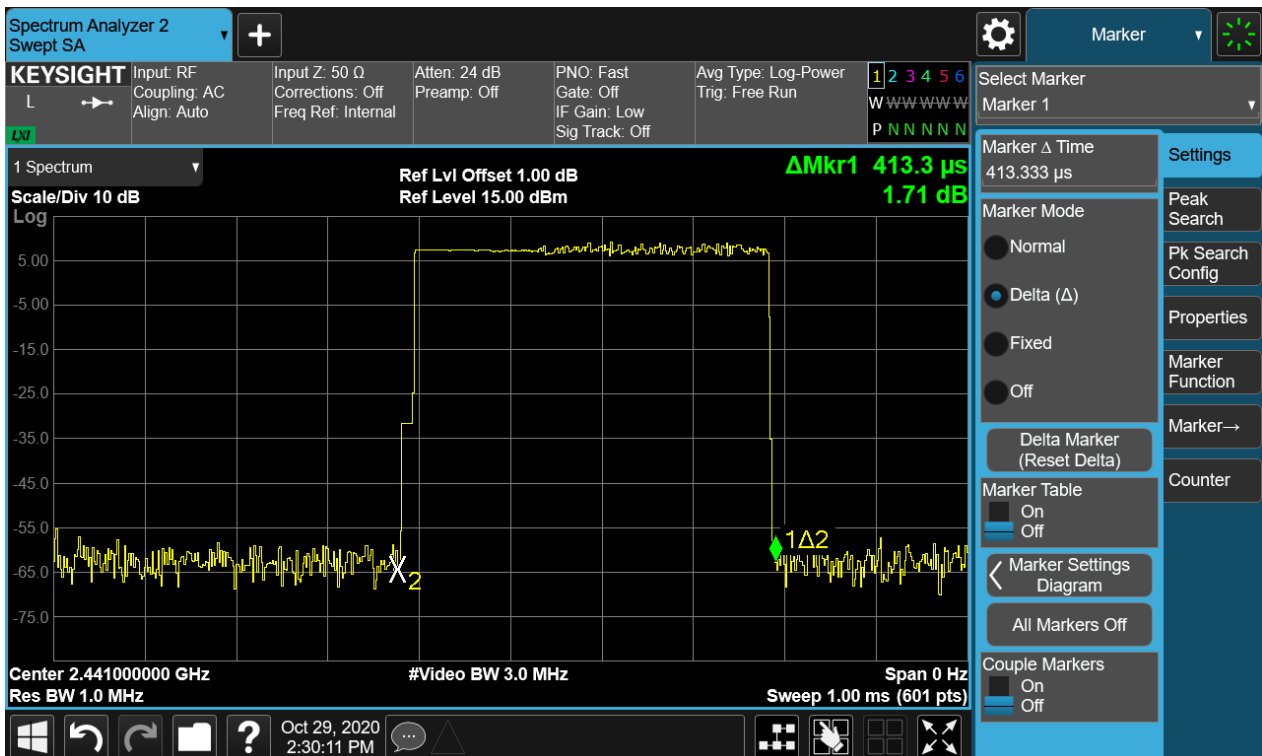 Spectrum Analyzer 2
Swept SA
+
Marker
KEYSIGHT
L
LXI
Input: RF
Coupling: AC
Align: Auto
Input Z: 50 Ω
Corrections: Off
Freq Ref: Internal
Atten: 24 dB
Preamp: Off
PNO: Fast
Gate: Off
IF Gain: Low
Sig Track: Off
Avg Type: Log-Power
Trig: Free Run
1 2 3 4 5 6
W W W W W W
P N N N N N
Select Marker
Marker 1
1 Spectrum
Scale/Div 10 dB
Log
Ref Lvl Offset 1.00 dB
Ref Level 15.00 dBm
ΔMkr1 413.3 µs
1.71 dB
5.00
-5.00
-15.0
-25.0
-35.0
-45.0
-55.0
-65.0
-75.0
1Δ2
2
Center 2.441000000 GHz
Res BW 1.0 MHz
#Video BW 3.0 MHz
Span 0 Hz
Sweep 1.00 ms (601 pts)
Marker Δ Time
413.333 µs
Marker Mode
Normal
Delta (Δ)
Fixed
Off
Delta Marker
(Reset Delta)
Marker Table
On
Off
Marker Settings
Diagram
All Markers Off
Couple Markers
On
Off
Settings
Peak
Search
Pk Search
Config
Properties
Marker
Function
Marker→
Counter
?
Oct 29, 2020
2:30:11 PM